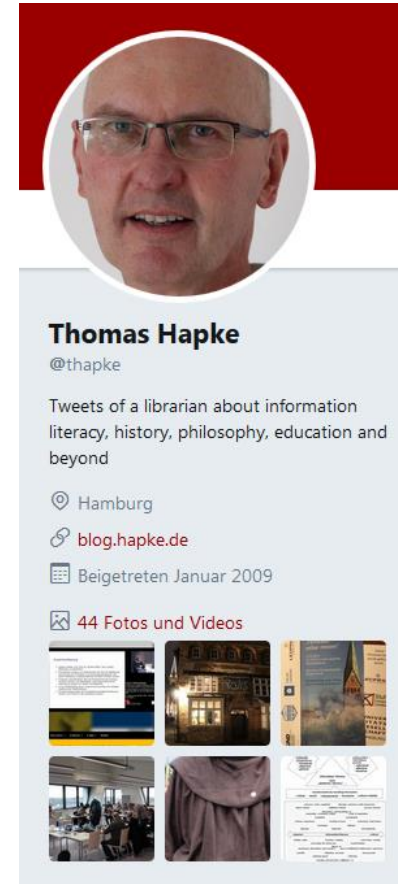 Thomas Hapke
@thapke
Tweets of a librarian about information
literacy, history, philosophy, education and
beyond
Hamburg
blog.hapke.de
Beigetreten Januar 2009
44 Fotos und Videos